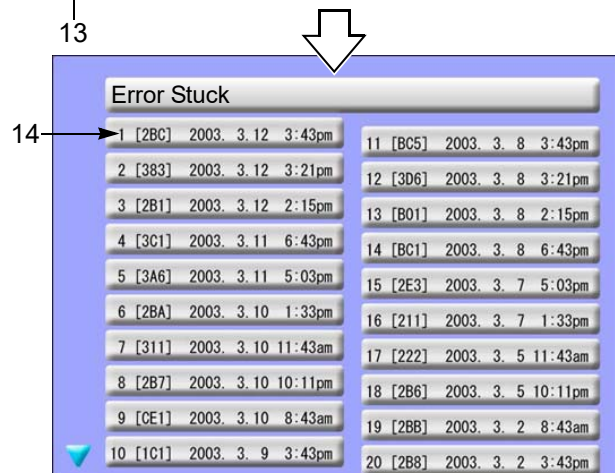 13
Error Stuck
14
1 [2BC] 2003. 3.12 3:43pm
2 [383] 2003. 3.12 3:21pm
3 [2B1] 2003. 3.12 2:15pm
4 [3C1] 2003. 3.11 6:43pm
5 [3A6] 2003. 3.11 5:03pm
6 [2BA] 2003. 3.10 1:33pm
7 [311] 2003. 3.10 11:43am
8 [2B7] 2003. 3.10 10:11pm
9 [CE1] 2003. 3.10 8:43am
10 [1C1] 2003. 3. 9 3:43pm
11 [BC5] 2003. 3. 8 3:43pm
12 [3D6] 2003. 3. 8 3:21pm
13 [B01] 2003. 3. 8 2:15pm
14 [BC1] 2003. 3. 8 6:43pm
15 [2E3] 2003. 3. 7 5:03pm
16 [211] 2003. 3. 7 1:33pm
17 [222] 2003. 3. 5 11:43am
18 [2B6] 2003. 3. 5 10:11pm
19 [2BB] 2003. 3. 2 8:43am
20 [2B8] 2003. 3. 2 3:43pm